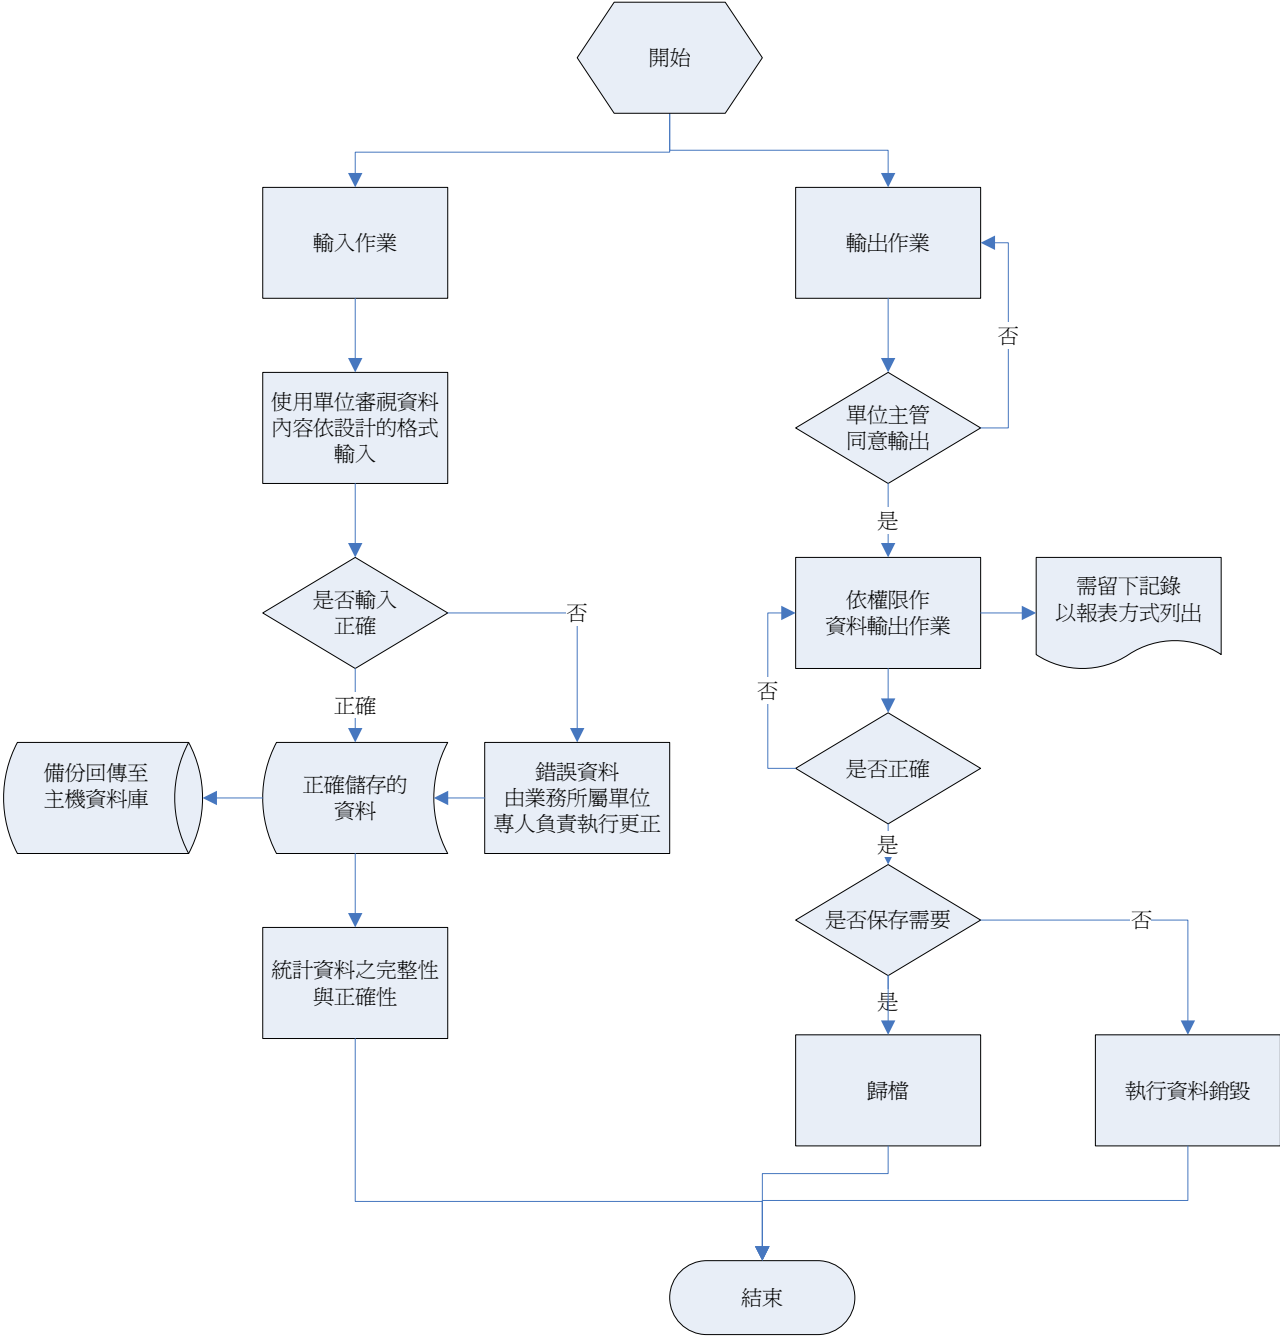 開始
輸入作業
輸出作業
否
使用單位審視資料
內容依設計的格式
輸入
單位主管
同意輸出
是
是否輸入
正確
否
依權限作
資料輸出作業
需留下記錄
以報表方式列出
正確
否
備份回傳至
主機資料庫
正確儲存的
資料
錯誤資料
由業務所屬單位
專人負責執行更正
是否正確
是
是否保存需要
否
統計資料之完整性
與正確性
是
歸檔
執行資料銷毀
結束